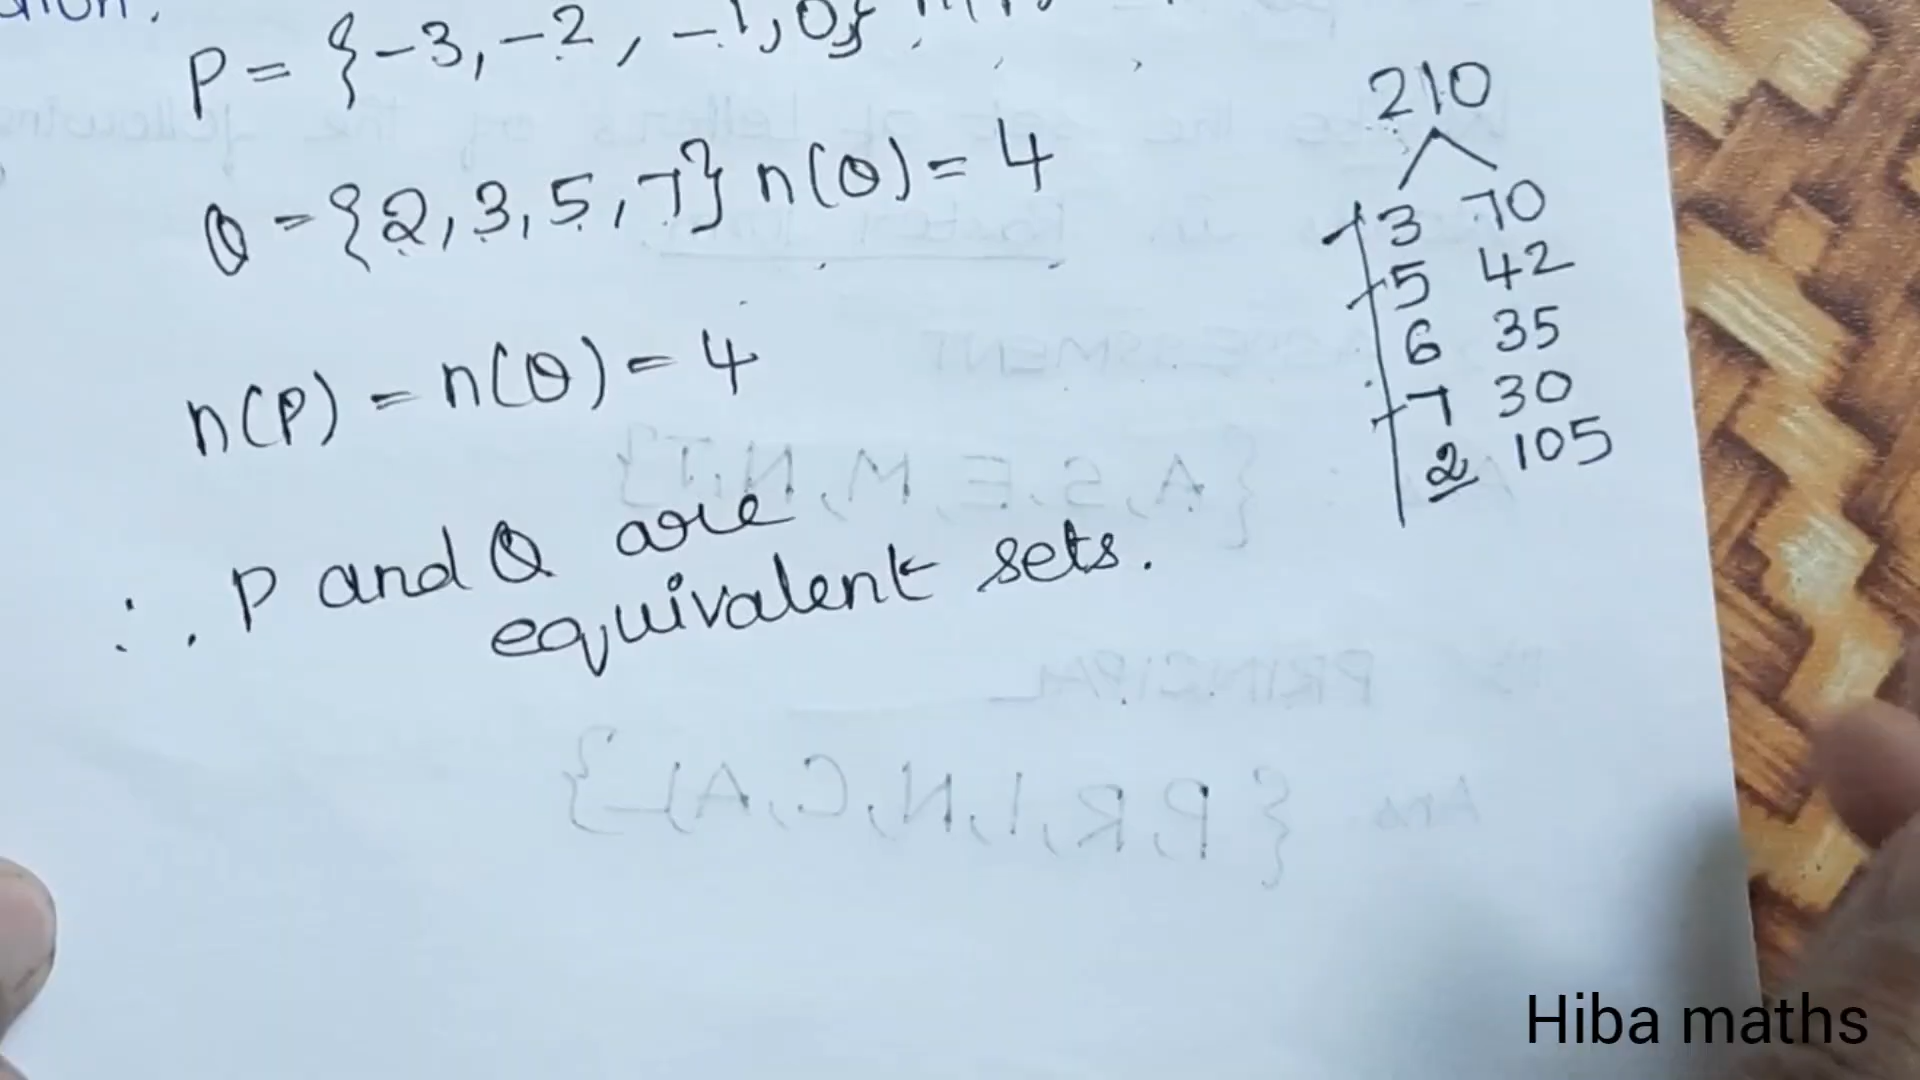 P = {-3, -2, -1, 0}
Q = {2, 3, 5, 7} n(Q) = 4
n(P) = n(Q) = 4
∴ P and Q are
equivalent sets.
210
3 70
5 42
6 35
7 30
2 105
Hiba maths